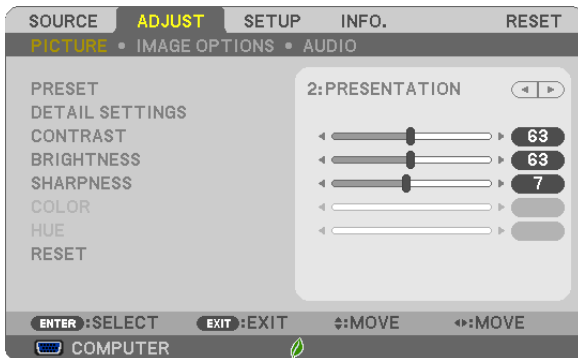 SOURCE ADJUST SETUP INFO. RESET
PICTURE • IMAGE OPTIONS • AUDIO
PRESET 2:PRESENTATION
DETAIL SETTINGS
CONTRAST 63
BRIGHTNESS 63
SHARPNESS 7
COLOR
HUE
RESET
ENTER :SELECT EXIT :EXIT :MOVE :MOVE
COMPUTER